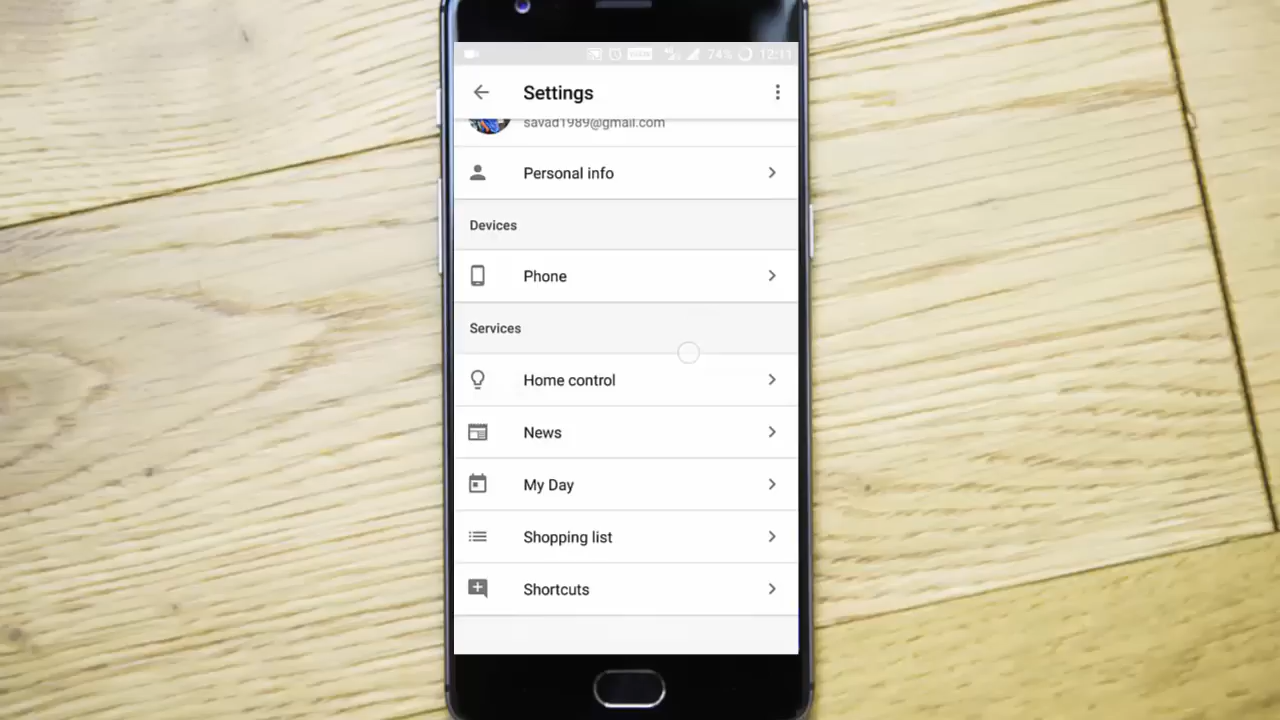 74% 12:11
Settings
savad1989@gmail.com
Personal info
Devices
Phone
Services
Home control
News
My Day
Shopping list
Shortcuts